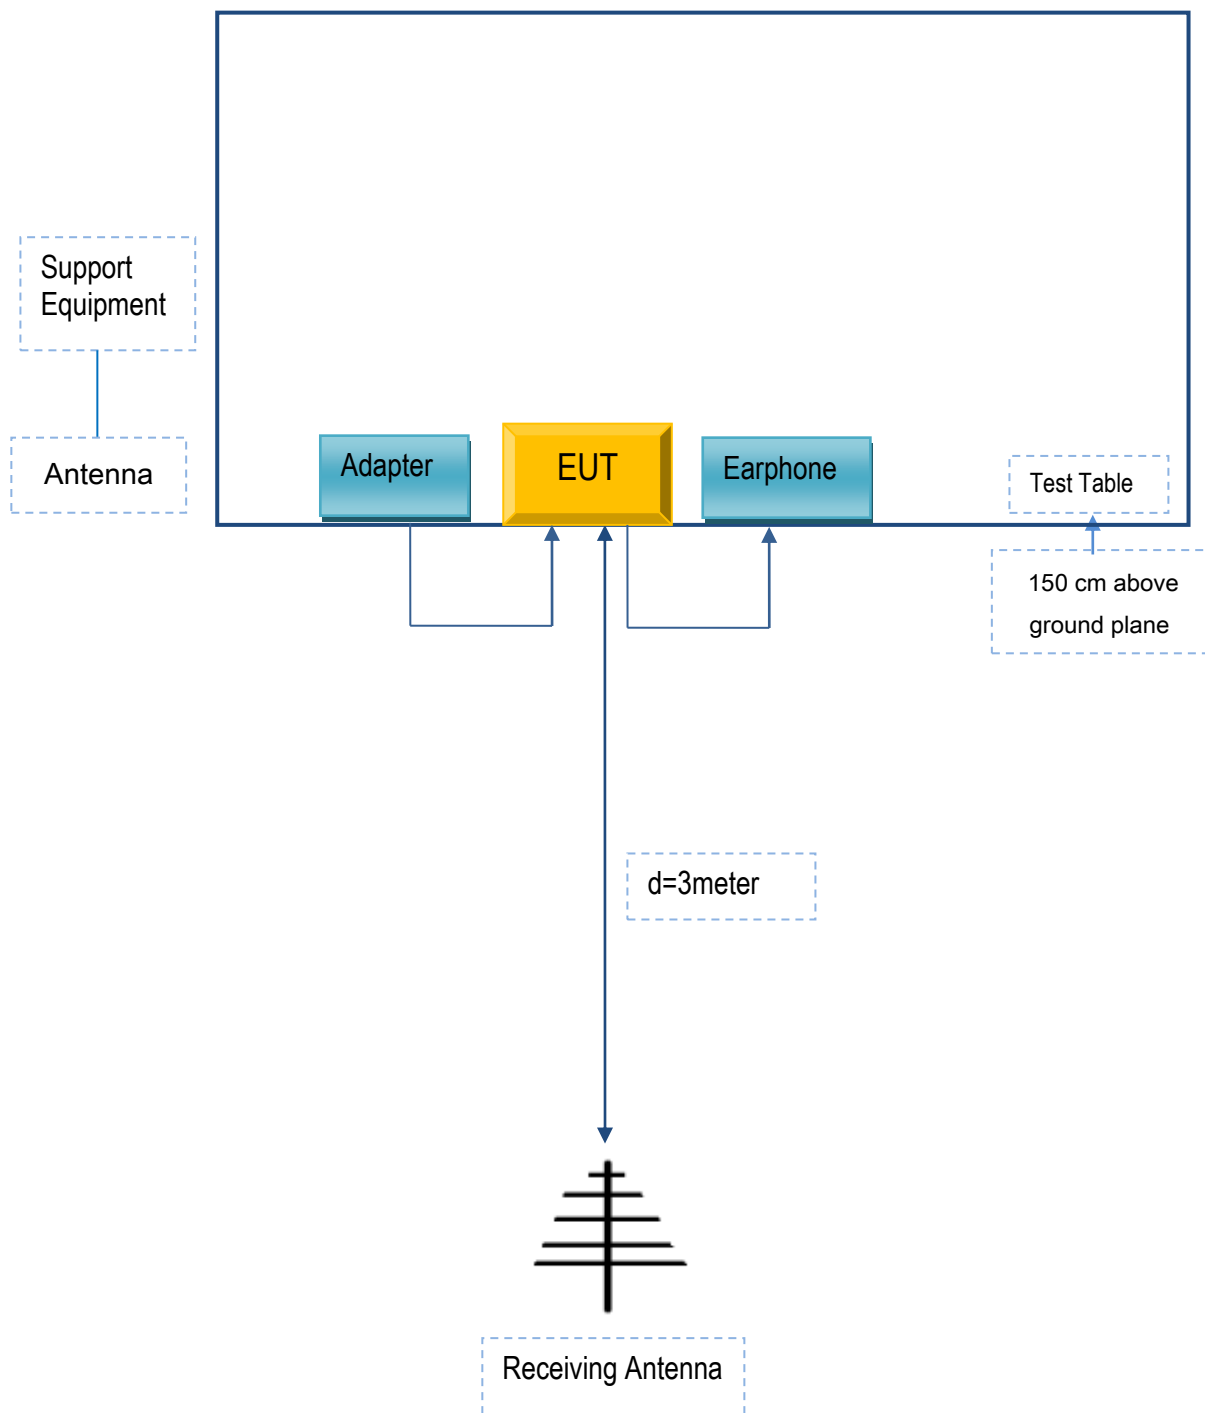 Support
Equipment
Antenna
Adapter
EUT
Earphone
Test Table
150 cm above
ground plane
d=3meter
Receiving Antenna